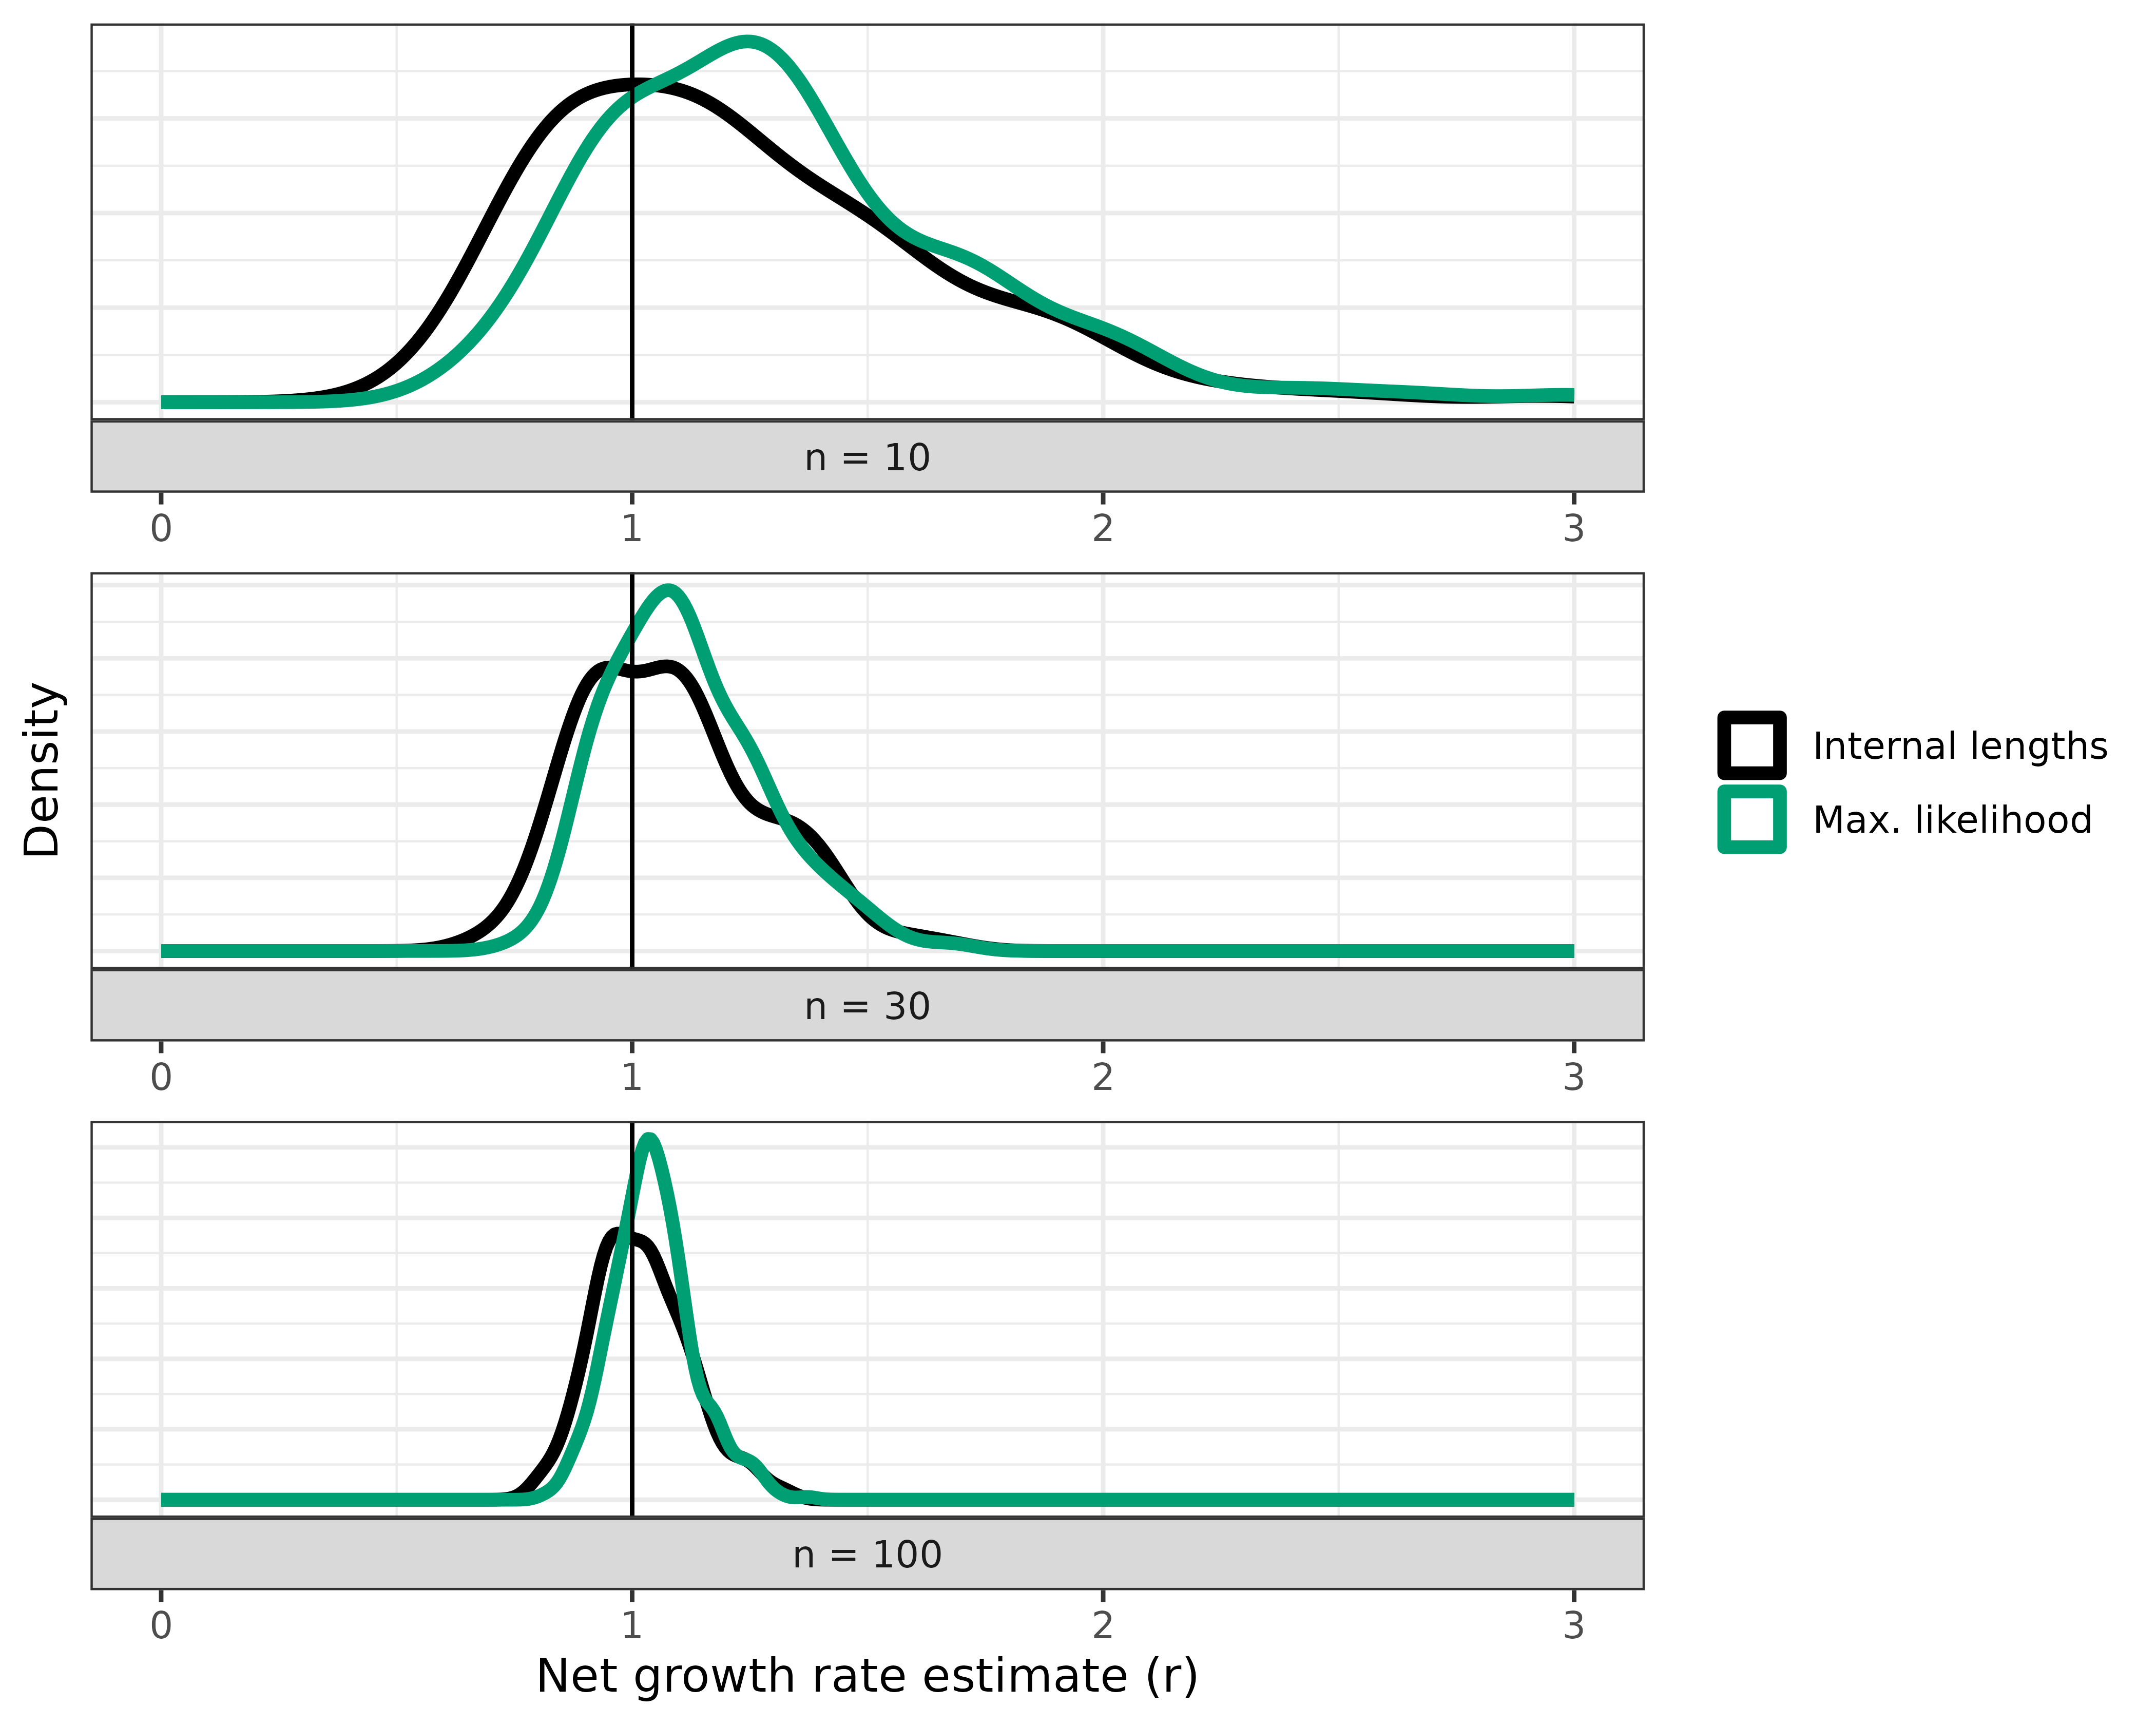 n = 10
0 1 2 3
Density
n = 30
0 1 2 3
Internal lengths
Max. likelihood
n = 100
0 1 2 3
Net growth rate estimate (r)